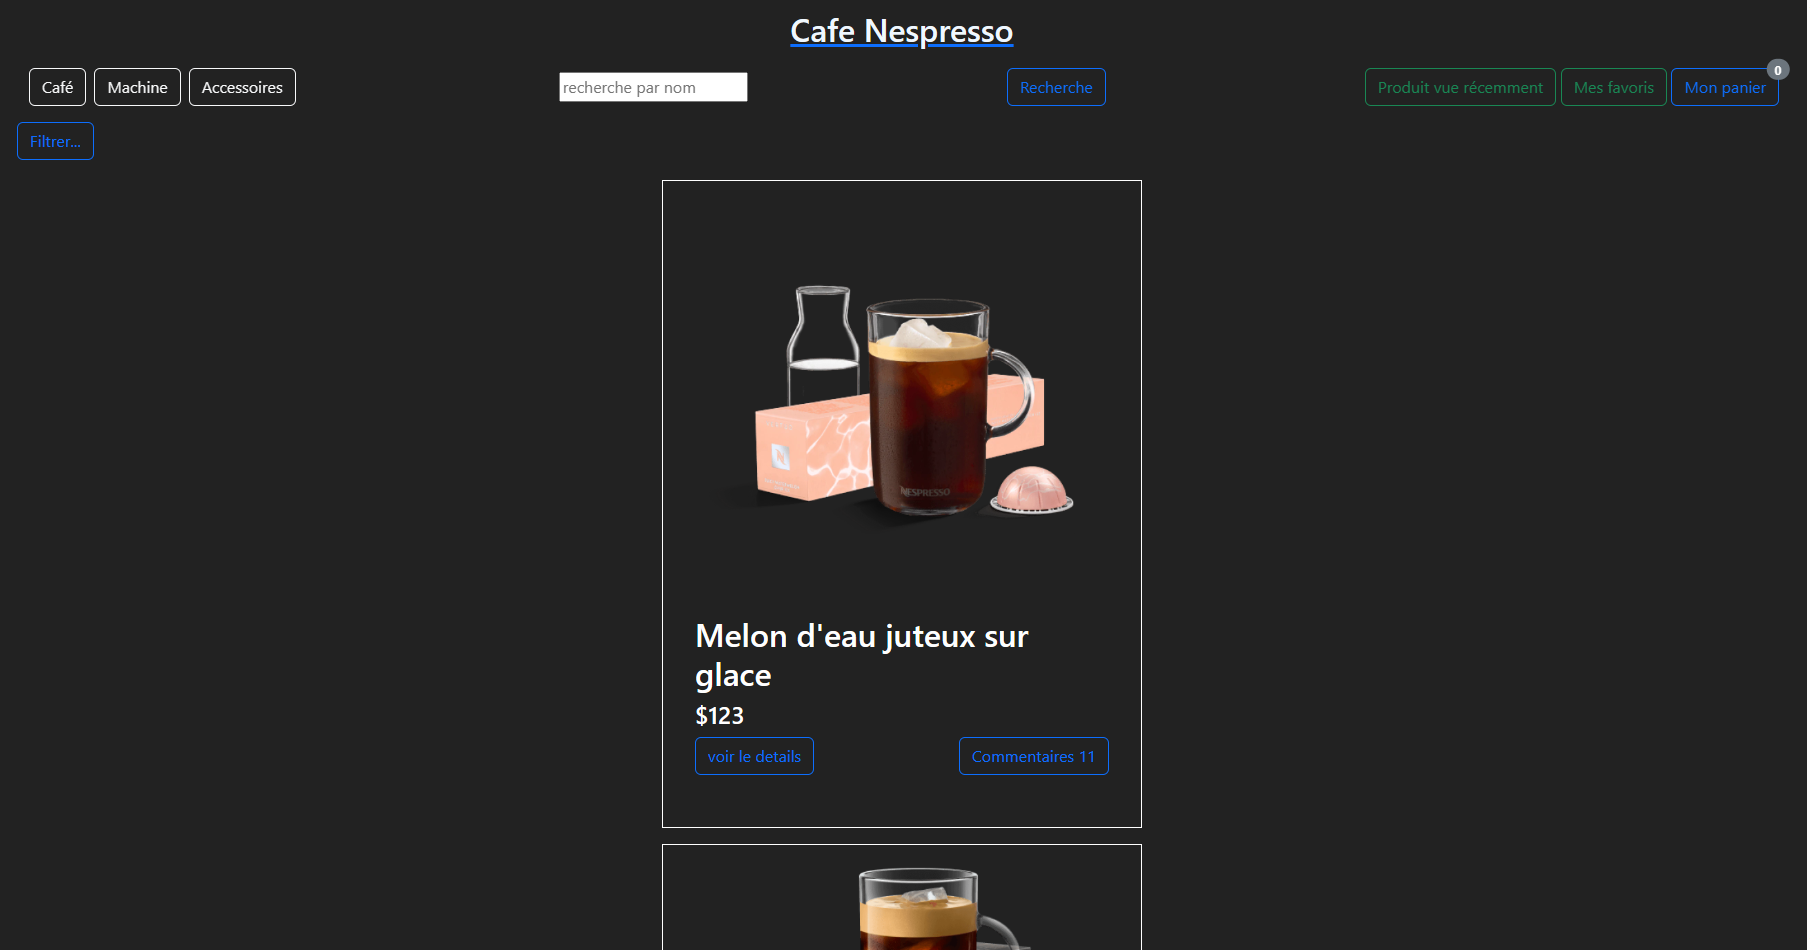 Cafe Nespresso
Café
Machine
Accessoires
recherche par nom
Recherche
Produit vue récemment
Mes favoris
Mon panier
0
Filtrer...
NESPRESSO
Melon d'eau juteux sur
glace
$123
voir le details
Commentaires 11